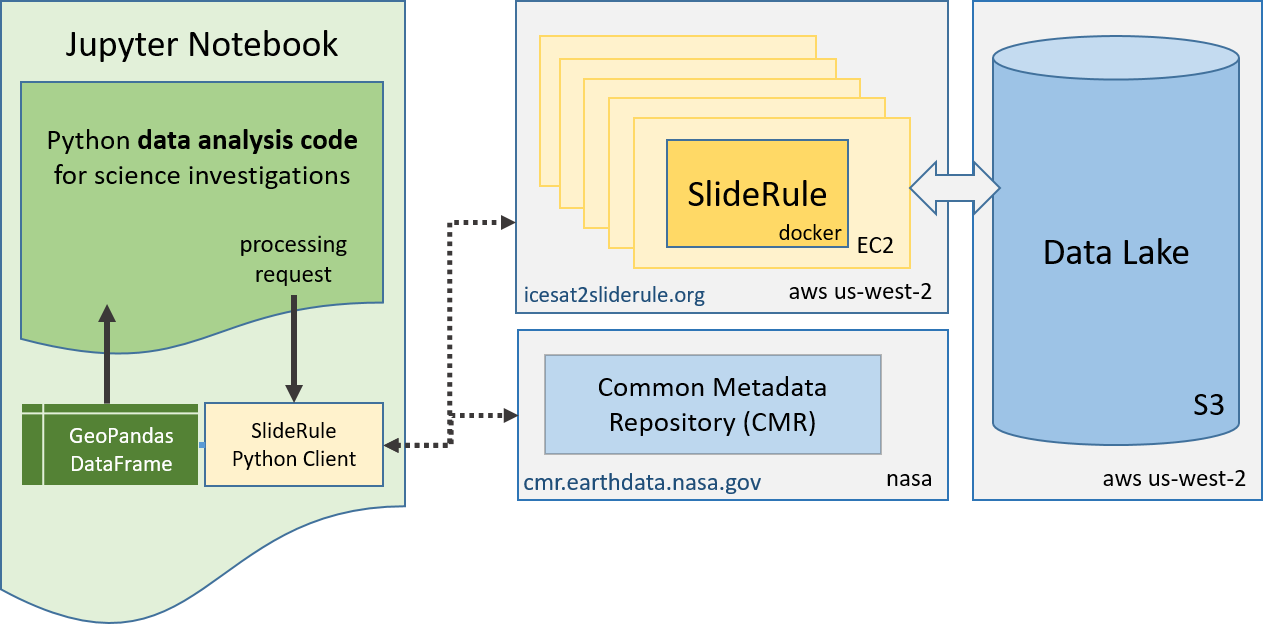 Jupyter Notebook
Python data analysis code
for science investigations
processing
request
GeoPandas
DataFrame
SlideRule
Python Client
SlideRule
docker
EC2
icesat2sliderule.org
aws us-west-2
Common Metadata
Repository (CMR)
cmr.earthdata.nasa.gov
nasa
Data Lake
S3
aws us-west-2